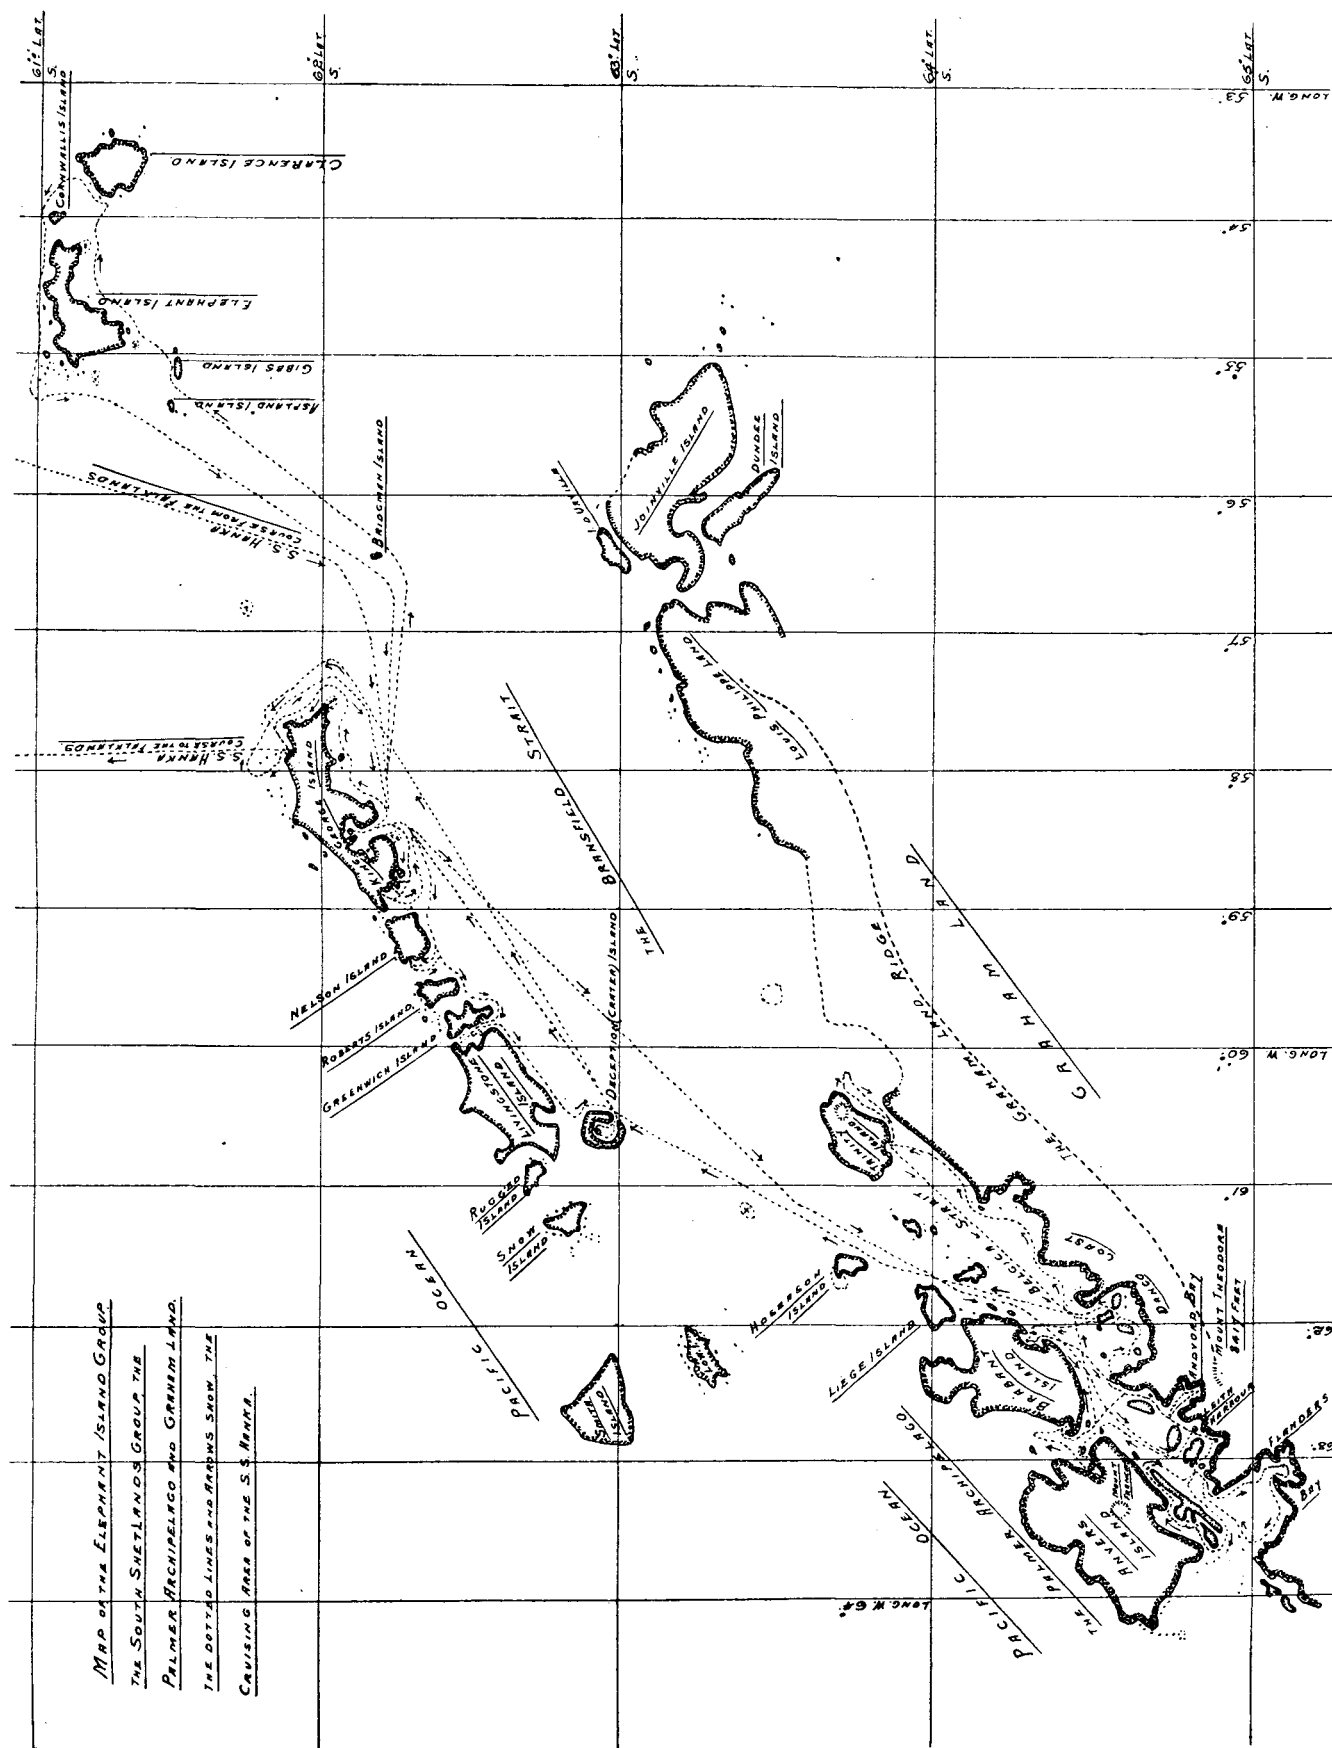 MAP OF THE ELEPHANT ISLAND GROUP
THE SOUTH SHETLANDS GROUP, THE
PALMER ARCHIPELAGO AND GRAHAM LAND.
THE DOTTED LINES AND ARROWS SHOW THE
CRUISING AREA OF THE S.S. HANKA.
61° LAT. S.
62° LAT. S.
63° LAT. S.
64° LAT. S.
65° LAT. S.
LONG. W. 53°
54°
55°
56°
57°
58°
59°
LONG. W. 60°
61°
62°
63°
LONG. W. 64°
CORNWALLIS ISLAND
CLARENCE ISLAND
ELEPHANT ISLAND
GIBBS ISLAND
ASPLAND ISLAND
S.S. HANKA
COURSE FROM THE FALKLANDS
BRIDGMEN ISLAND
S.S. HANKA
COURSE TO THE FALKLANDS
KING GEORGE ISLAND
NELSON ISLAND
ROBERTS ISLAND
GREENWICH ISLAND
LIVINGSTONE
ISLAND
RUGGED
ISLAND
SNOW
ISLAND
DECEPTION (CRATER) ISLAND
THE BRANSFIELD STRAIT
JOINVILLE ISLAND
DUNDEE
ISLAND
LOUIS PHILIPPE LAND
THE GRAHAM LAND RIDGE
GRAHAM LAND
TRINITY
ISLAND
BELGICA STRAIT
DANCO
COAST
HOSEASON
ISLAND
LIEGE ISLAND
BRABANT
ISLAND
SMITH
ISLAND
LOW
PACIFIC OCEAN
THE PALMER ARCHIPELAGO
PACIFIC OCEAN
ANVERS
ISLAND
MOUNT
ANDVORD BAY
MOUNT THEODORA
LEITH
HARBOUR
FLANDERS
BAY